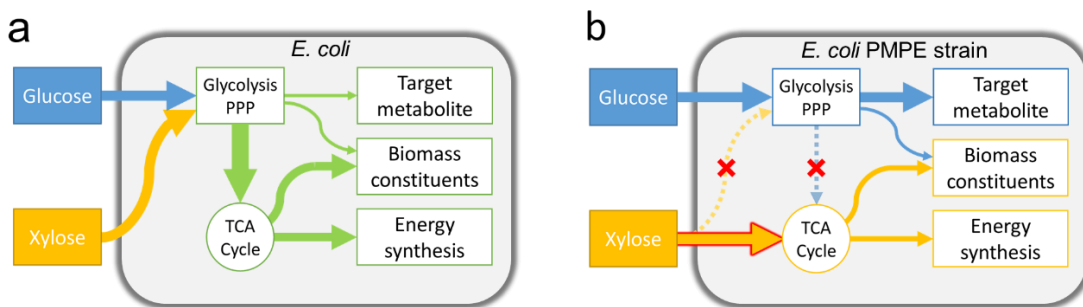 a
E. coli
Glucose
Glycolysis
PPP
Target
metabolite
Biomass
constituents
Xylose
TCA
Cycle
Energy
synthesis
b
E. coli PMPE strain
Glucose
Glycolysis
PPP
Target
metabolite
Biomass
constituents
Xylose
TCA
Cycle
Energy
synthesis